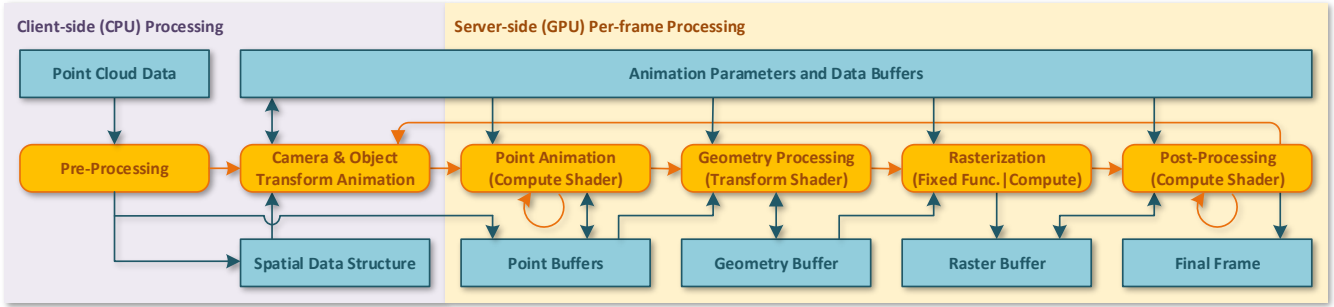 Client-side (CPU) Processing
Server-side (GPU) Per-frame Processing
Point Cloud Data
Animation Parameters and Data Buffers
Pre-Processing
Camera & Object
Transform Animation
Point Animation
(Compute Shader)
Geometry Processing
(Transform Shader)
Rasterization
(Fixed Func.|Compute)
Post-Processing
(Compute Shader)
Spatial Data Structure
Point Buffers
Geometry Buffer
Raster Buffer
Final Frame